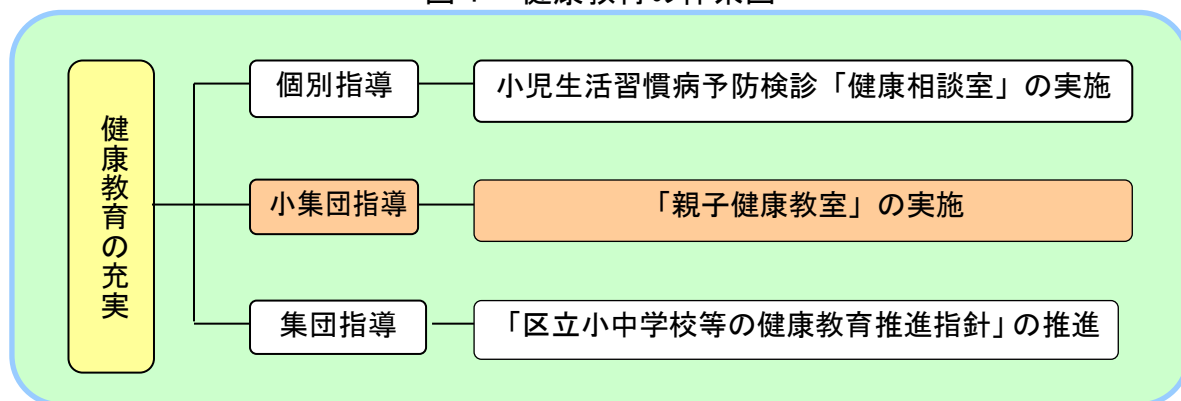 健康教育の充実
個別指導
小児生活習慣病予防検診「健康相談室」の実施
小集団指導
「親子健康教室」の実施
集団指導
「区立小中学校等の健康教育推進指針」の推進